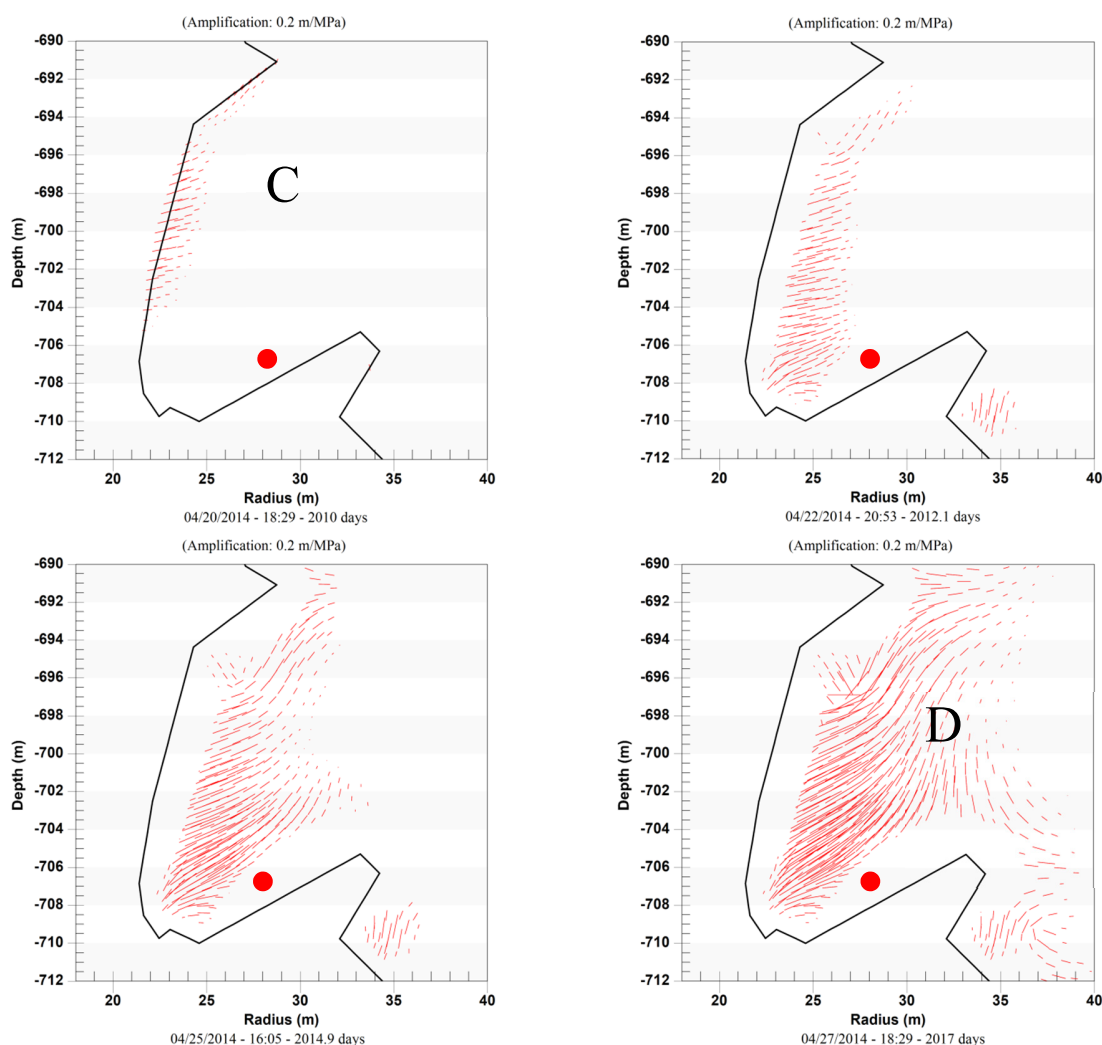 (Amplification: 0.2 m/MPa)
-690
-692
-694
-696
-698
-700
-702
-704
-706
-708
-710
-712
Depth (m)
C
20 25 30 35 40
Radius (m)
04/20/2014 - 18:29 - 2010 days
(Amplification: 0.2 m/MPa)
-690
-692
-694
-696
-698
-700
-702
-704
-706
-708
-710
-712
Depth (m)
20 25 30 35 40
Radius (m)
04/22/2014 - 20:53 - 2012.1 days
(Amplification: 0.2 m/MPa)
-690
-692
-694
-696
-698
-700
-702
-704
-706
-708
-710
-712
Depth (m)
20 25 30 35 40
Radius (m)
04/25/2014 - 16:05 - 2014.9 days
(Amplification: 0.2 m/MPa)
-690
-692
-694
-696
-698
-700
-702
-704
-706
-708
-710
-712
Depth (m)
D
20 25 30 35 40
Radius (m)
04/27/2014 - 18:29 - 2017 days